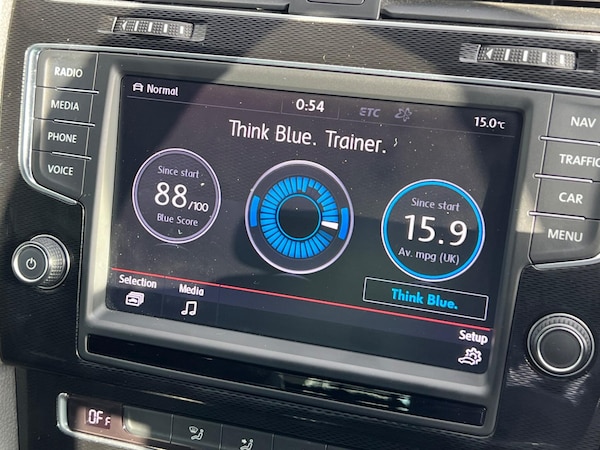 RADIO
MEDIA
PHONE
VOICE
Normal
0:54
ETC
15.0°C
Think Blue. Trainer.
Since start
88/100
Blue Score
Since start
15.9
Av. mpg (UK)
Think Blue.
Selection
Media
Setup
NAV
TRAFFIC
CAR
MENU
OFF